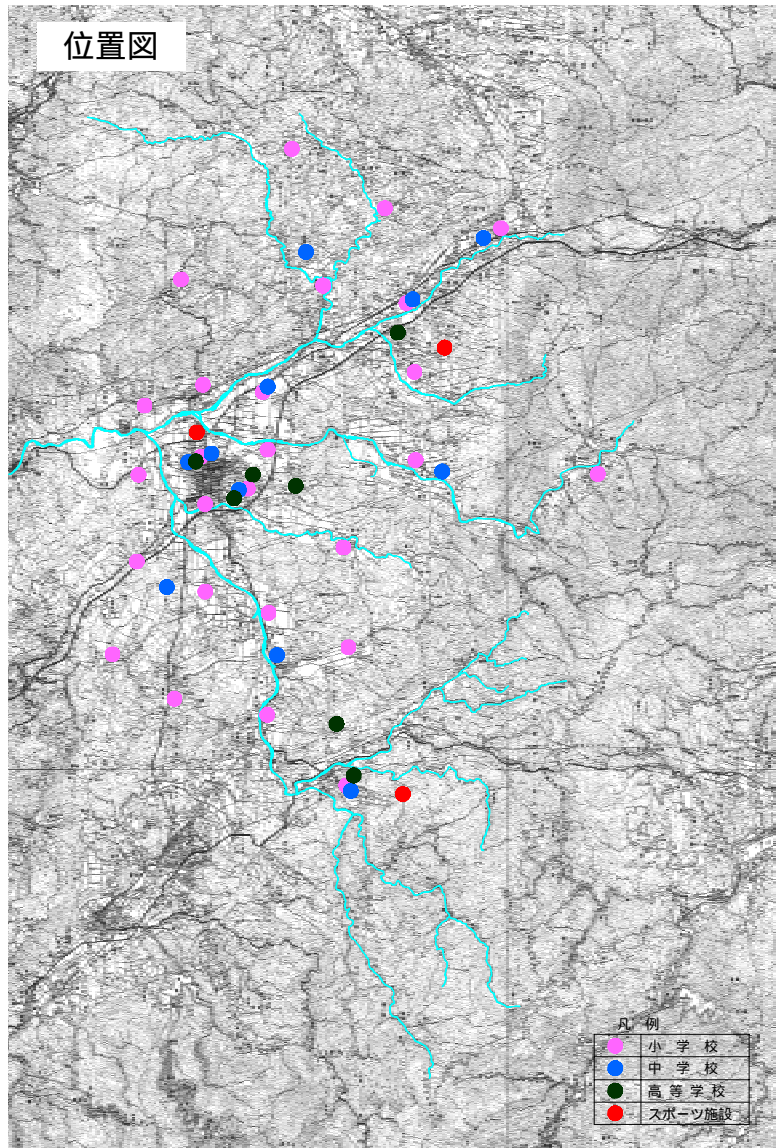 位置図
凡 例
小 学 校
中 学 校
高 等 学 校
スポーツ施設